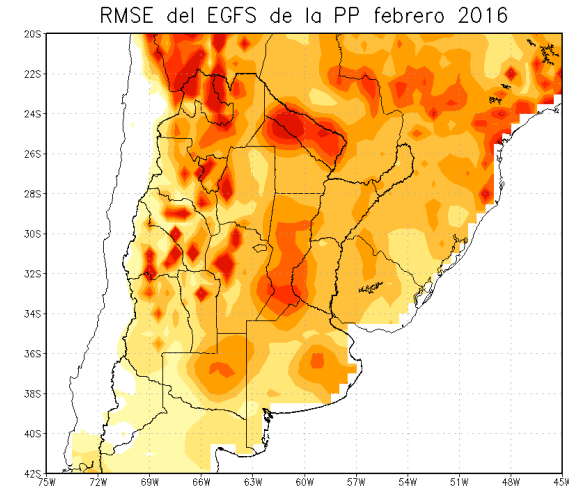 RMSE del EGFS de la PP febrero 2016
20S
22S
24S
26S
28S
30S
32S
34S
36S
38S
40S
42S
75W 72W 69W 66W 63W 60W 57W 54W 51W 48W 45W